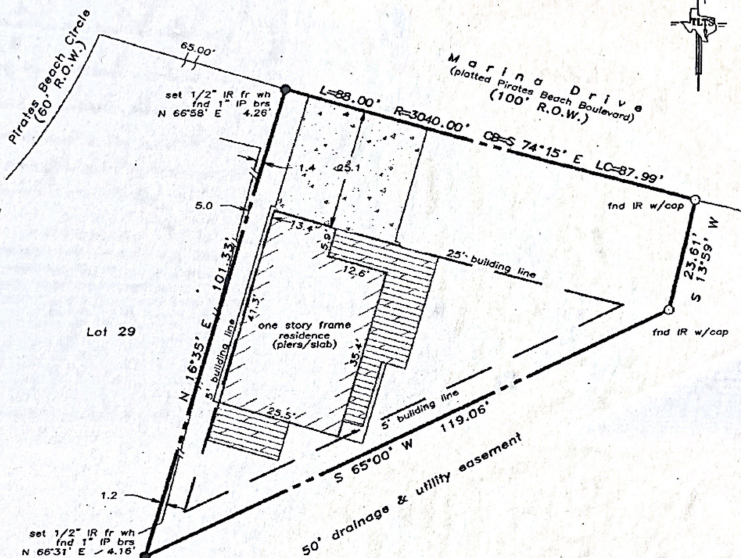 TLTS
Pirates Beach Circle
(60' R.O.W.)
65.00'
Marina Drive
(platted Pirates Beach Boulevard)
(100' R.O.W.)
set 1/2" IR fr wh
fnd 1" IP brs
N 66°58' E 4.26'
L=88.00' R=3040.00' CB=S 74°15' E LC=87.99'
1.4
25.1
fnd IR w/cap
5.0
13.4'
5.9'
12.6'
25' building line
S 13°59' W
23.61'
N 16°35' E 101.33'
41.3'
Lot 29
one story frame
residence
(piers/slab)
35.4'
fnd IR w/cap
5' building line
25.5'
5' building line
S 65°00' W 119.06'
1.2
50' drainage & utility easement
set 1/2" IR fr wh
fnd 1" IP brs
N 66°31' E 4.16'